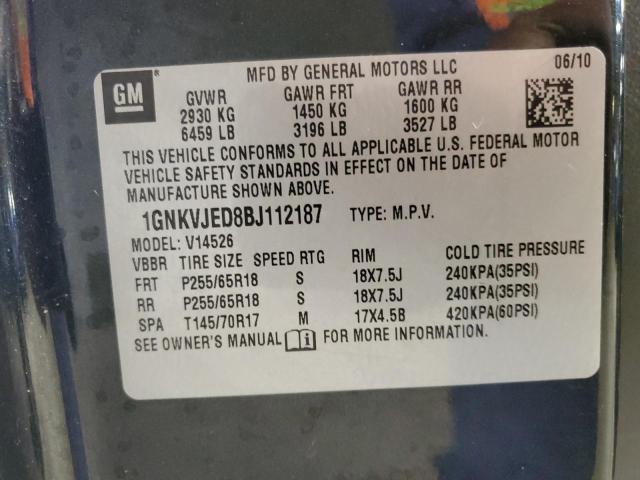 GM
MFD BY GENERAL MOTORS LLC 06/10
GVWR GAWR FRT GAWR RR
2930 KG 1450 KG 1600 KG
6459 LB 3196 LB 3527 LB
THIS VEHICLE CONFORMS TO ALL APPLICABLE U.S. FEDERAL MOTOR
VEHICLE SAFETY STANDARDS IN EFFECT ON THE DATE OF
MANUFACTURE SHOWN ABOVE.
1GNKVJED8BJ112187 TYPE: M.P.V.
MODEL: V14526
VBBR TIRE SIZE SPEED RTG RIM COLD TIRE PRESSURE
FRT P255/65R18 S 18X7.5J 240KPA(35PSI)
RR P255/65R18 S 18X7.5J 240KPA(35PSI)
SPA T145/70R17 M 17X4.5B 420KPA(60PSI)
SEE OWNER'S MANUAL i FOR MORE INFORMATION.